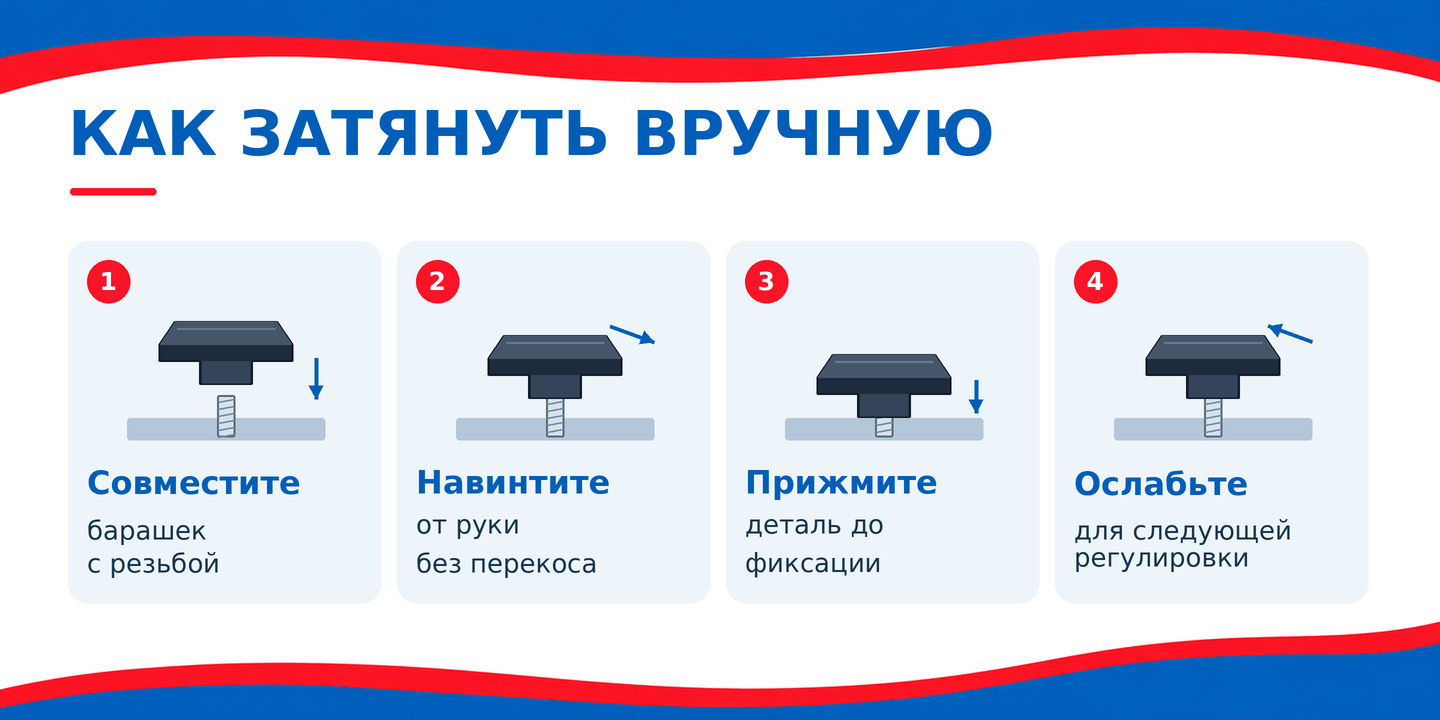 КАК ЗАТЯНУТЬ ВРУЧНУЮ
1
Совместите
барашек
с резьбой
2
Навинтите
от руки
без перекоса
3
Прижмите
деталь до
фиксации
4
Ослабьте
для следующей
регулировки